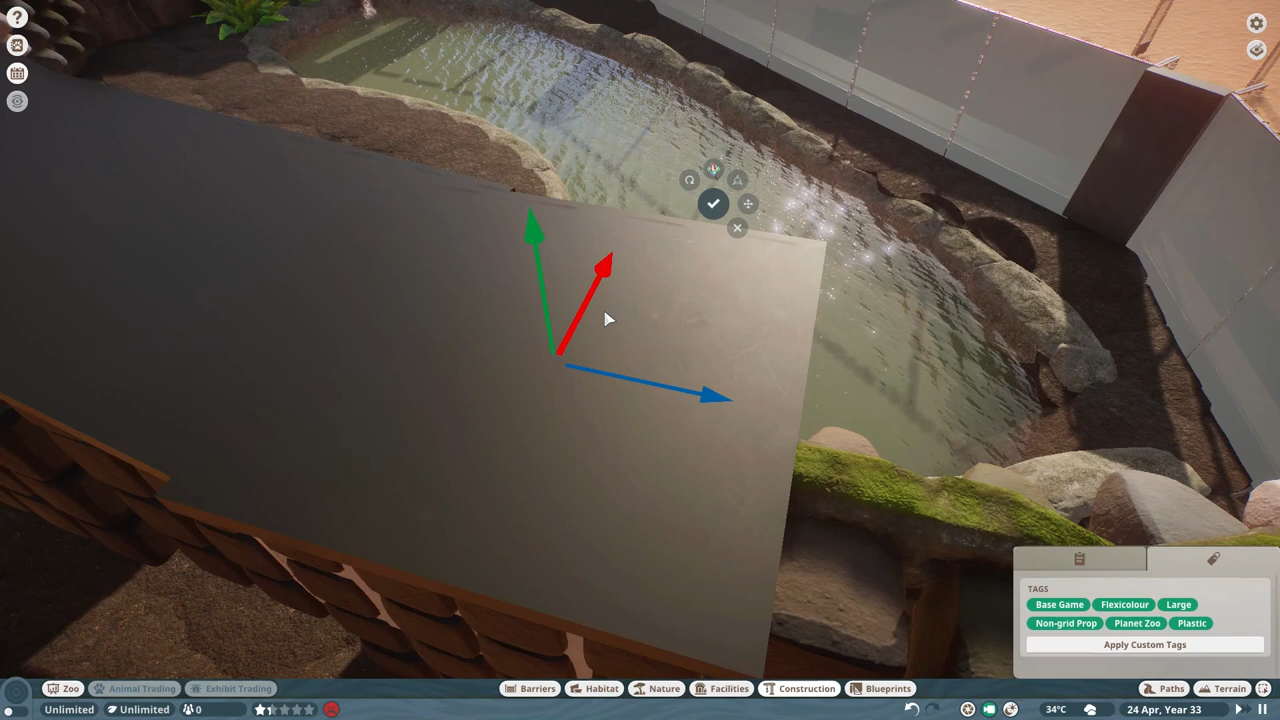 ?
TAGS
Base Game Flexicolour Large
Non-grid Prop Planet Zoo Plastic
Apply Custom Tags
Zoo Animal Trading Exhibit Trading Barriers Habitat Nature Facilities Construction Blueprints Paths Terrain
Unlimited Unlimited 0 34°C 24 Apr, Year 33